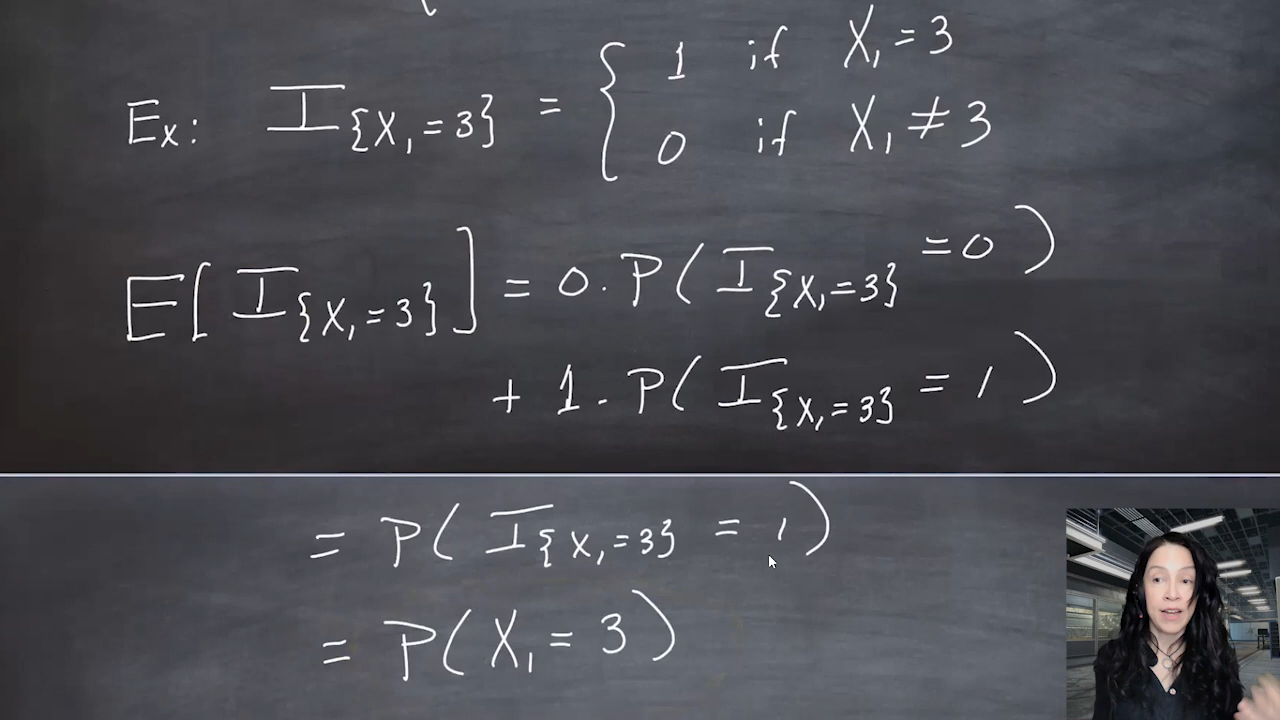 Ex: I{X₁=3} = { 1 if X₁=3
0 if X₁≠3
E[I{X₁=3}] = 0·P(I{X₁=3}=0)
+ 1·P(I{X₁=3}=1)
= P(I{X₁=3}=1)
= P(X₁=3)